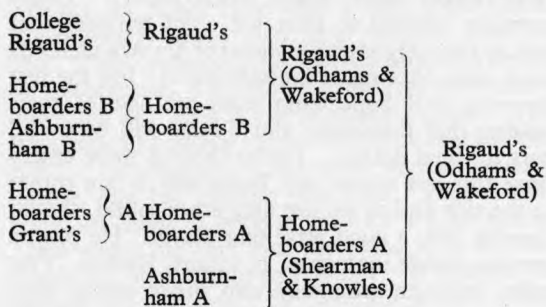 College
Rigaud's
Home-
boarders B
Ashburn-
ham B
Home-
boarders
Grant's
A
Rigaud's
Home-
boarders B
Home-
boarders A
Ashburn-
ham A
Rigaud's
(Odhams &
Wakeford)
Home-
boarders A
(Shearman
& Knowles)
Rigaud's
(Odhams &
Wakeford)